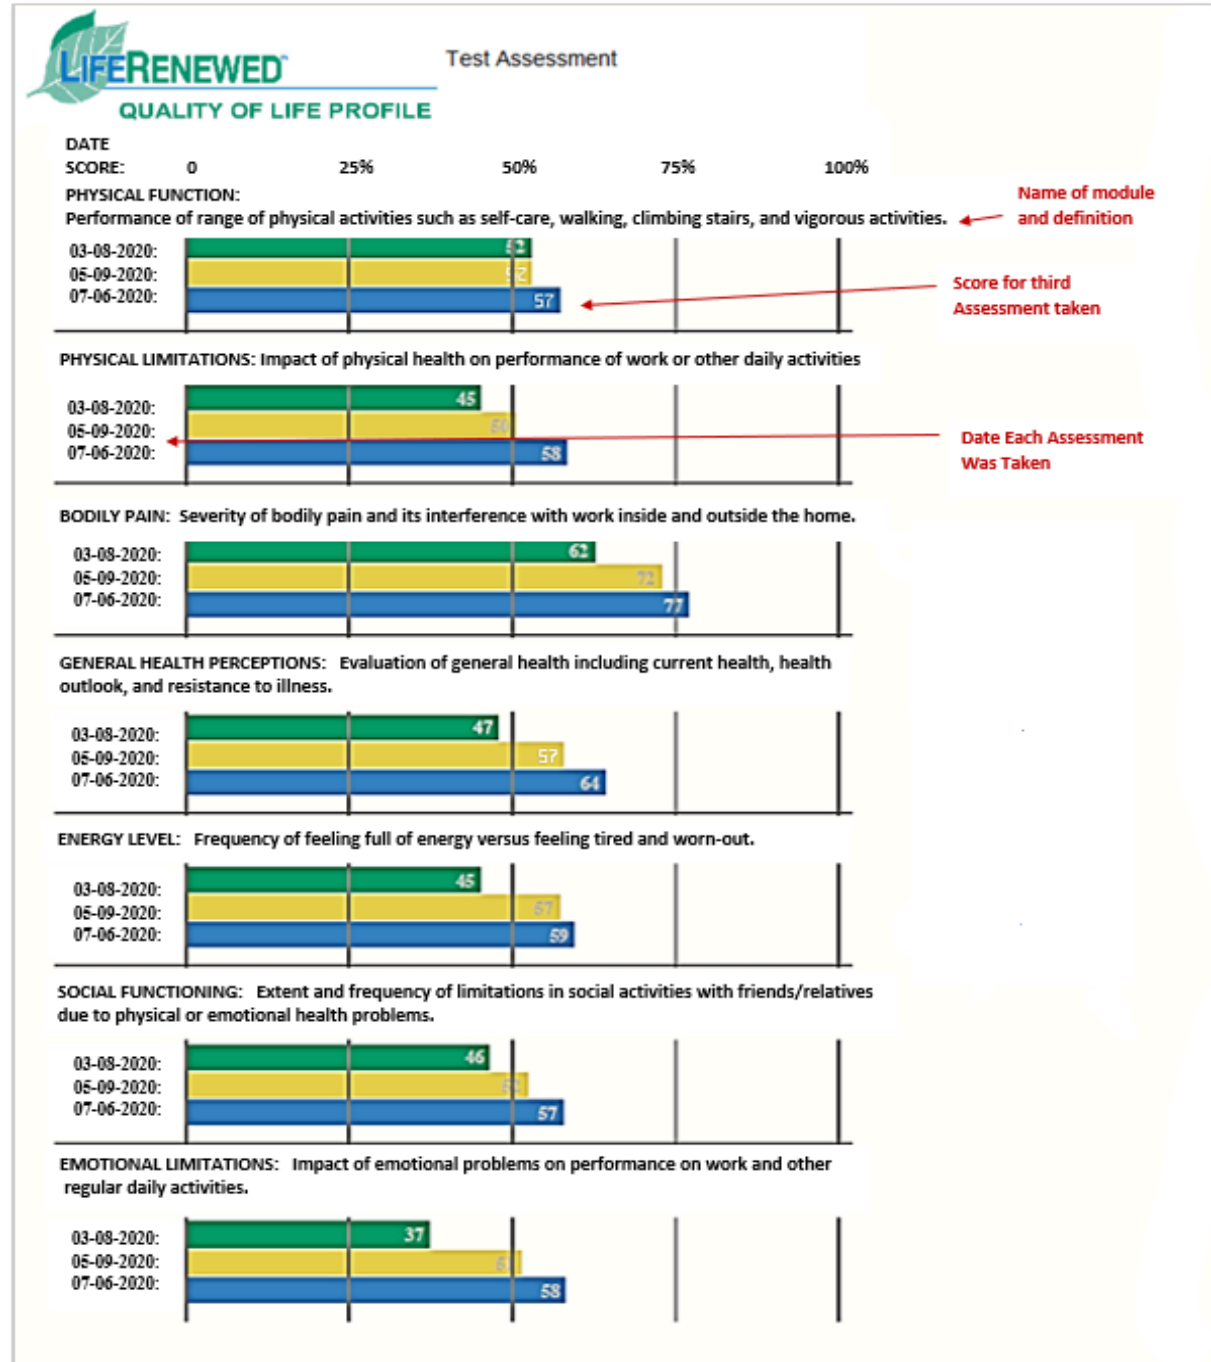 LIFERENEWED™
Test Assessment
QUALITY OF LIFE PROFILE
DATE
SCORE: 0 25% 50% 75% 100%
PHYSICAL FUNCTION:
Performance of range of physical activities such as self-care, walking, climbing stairs, and vigorous activities.
Name of module
and definition
03-08-2020: 52
05-09-2020: 52
07-06-2020: 57
Score for third
Assessment taken
PHYSICAL LIMITATIONS: Impact of physical health on performance of work or other daily activities
03-08-2020: 45
05-09-2020: 50
07-06-2020: 58
Date Each Assessment
Was Taken
BODILY PAIN: Severity of bodily pain and its interference with work inside and outside the home.
03-08-2020: 62
05-09-2020: 72
07-06-2020: 77
GENERAL HEALTH PERCEPTIONS: Evaluation of general health including current health, health
outlook, and resistance to illness.
03-08-2020: 47
05-09-2020: 57
07-06-2020: 64
ENERGY LEVEL: Frequency of feeling full of energy versus feeling tired and worn-out.
03-08-2020: 45
05-09-2020: 57
07-06-2020: 59
SOCIAL FUNCTIONING: Extent and frequency of limitations in social activities with friends/relatives
due to physical or emotional health problems.
03-08-2020: 46
05-09-2020: 52
07-06-2020: 57
EMOTIONAL LIMITATIONS: Impact of emotional problems on performance on work and other
regular daily activities.
03-08-2020: 37
05-09-2020:
07-06-2020: 58